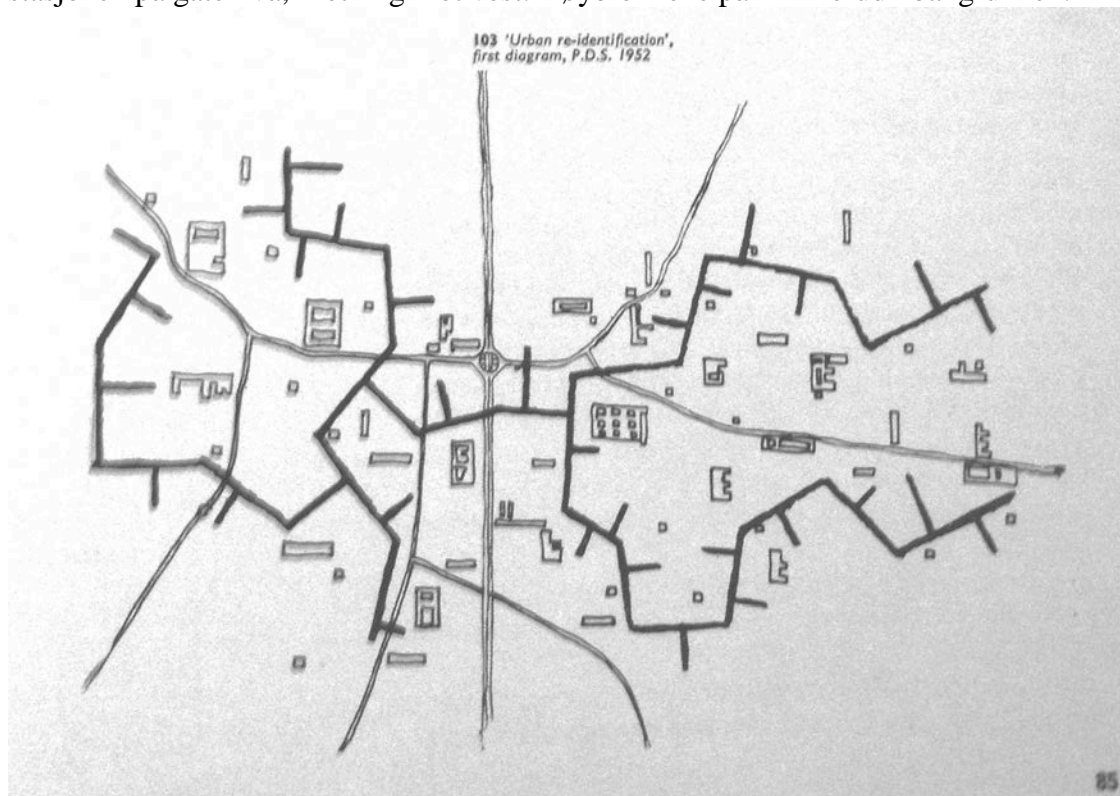 103 'Urban re-identification',
first diagram, P.D.S. 1952
85